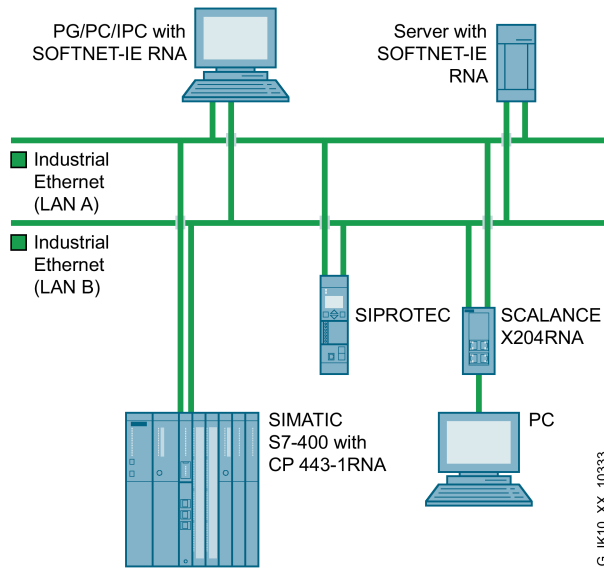 PG/PC/IPC with
SOFTNET-IE RNA
Server with
SOFTNET-IE
RNA
Industrial
Ethernet
(LAN A)
Industrial
Ethernet
(LAN B)
SIPROTEC
SCALANCE
X204RNA
SIMATIC
S7-400 with
CP 443-1RNA
PC
G_IK10_XX_10333